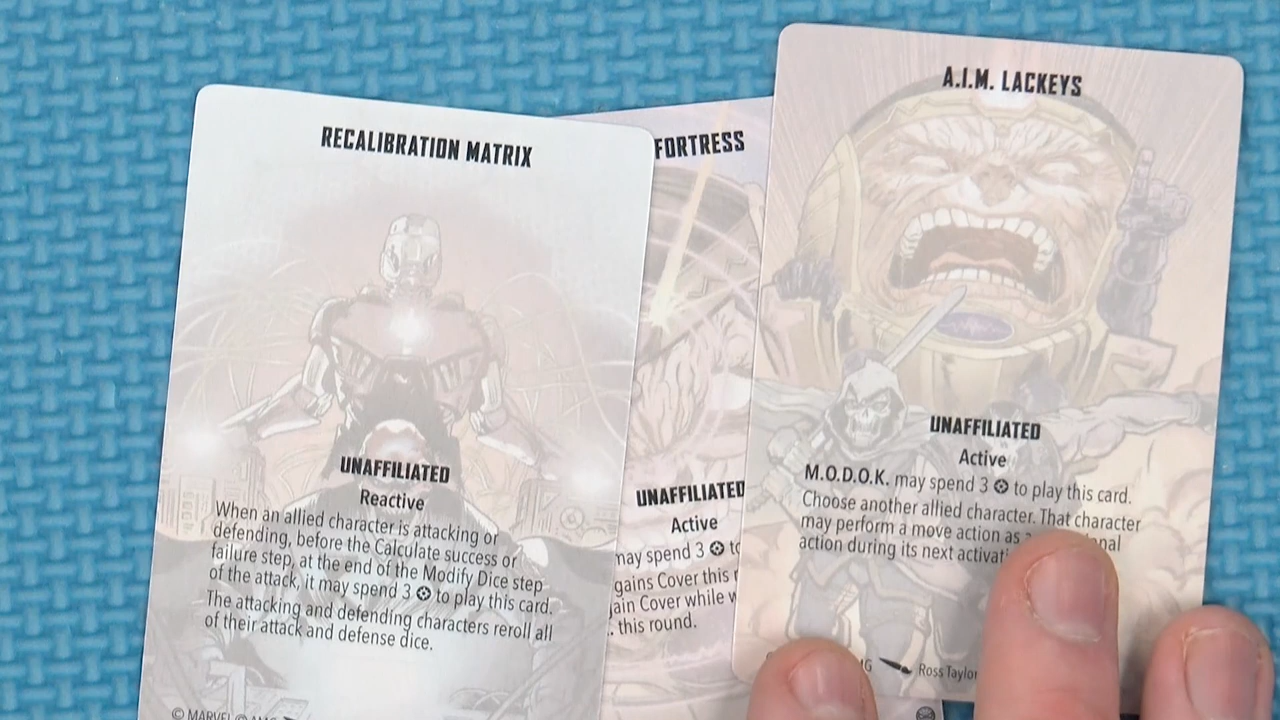 RECALIBRATION MATRIX
UNAFFILIATED
Reactive
When an allied character is attacking or
defending, before the Calculate success or
failure step, at the end of the Modify Dice step
of the attack, it may spend 3 to play this card.
The attacking and defending characters reroll all
of their attack and defense dice.
© MARVEL © AMG
FORTRESS
UNAFFILIATED
Active
may spend 3
gains Cover this
Cover while
this round.
A.I.M. LACKEYS
UNAFFILIATED
Active
M.O.D.O.K. may spend 3 to play this card.
Choose another allied character. That character
may perform a move action as
action during its next
Ross Taylor